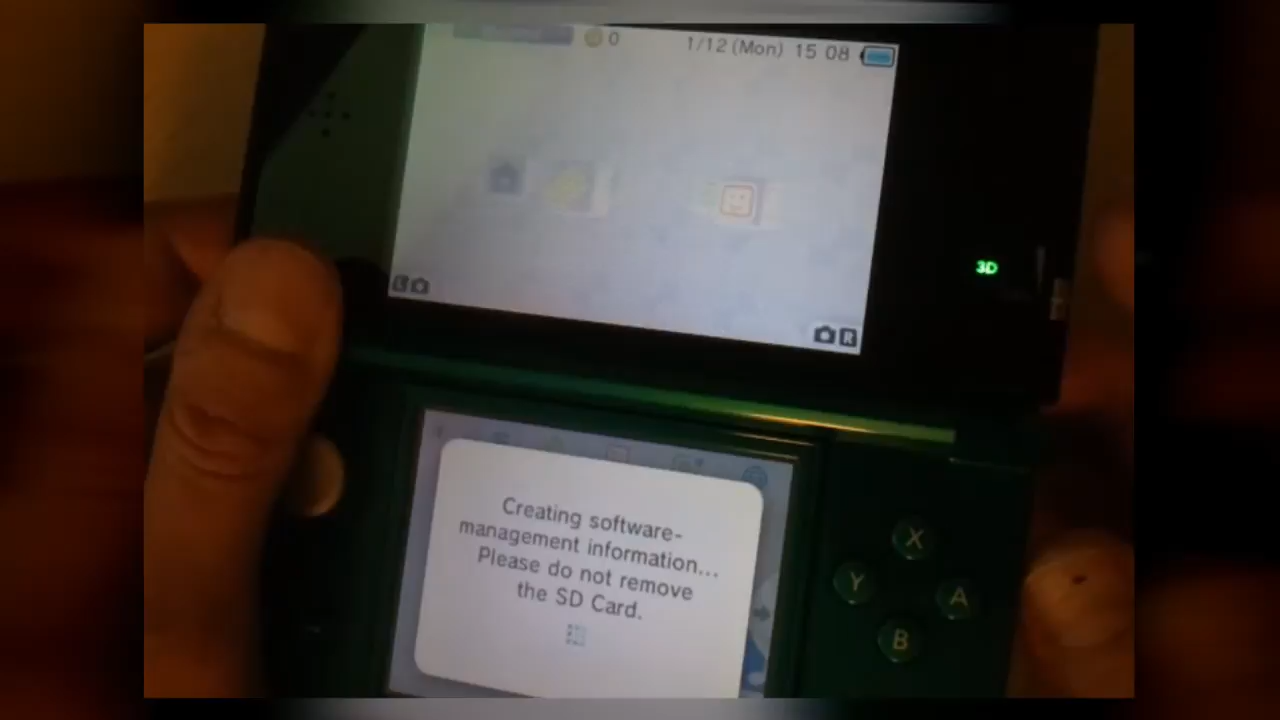 0 1/12 (Mon) 15 08
3D
L
R
Creating software-
management information...
Please do not remove
the SD Card.
X
Y
A
B